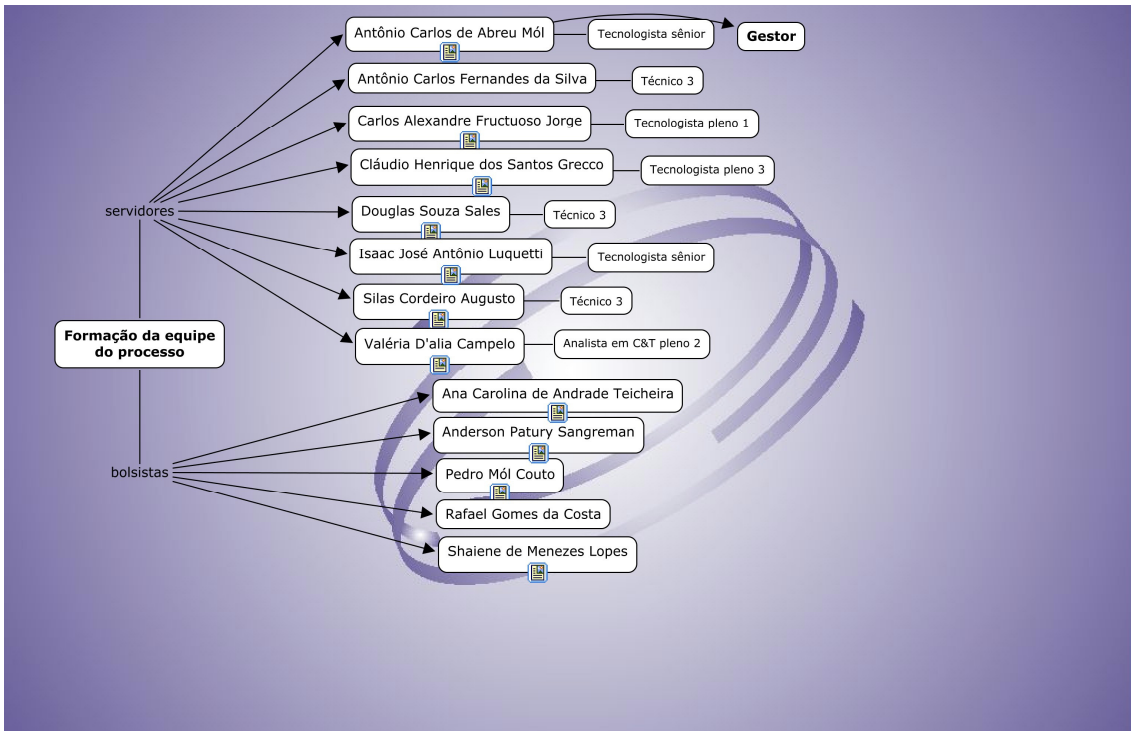 Antônio Carlos de Abreu Mól
Tecnologista sênior
Gestor
Antônio Carlos Fernandes da Silva
Técnico 3
Carlos Alexandre Fructuoso Jorge
Tecnologista pleno 1
Cláudio Henrique dos Santos Grecco
Tecnologista pleno 3
servidores
Douglas Souza Sales
Técnico 3
Isaac José Antônio Luquetti
Tecnologista sênior
Silas Cordeiro Augusto
Técnico 3
Formação da equipe
do processo
Valéria D'alia Campelo
Analista em C&T pleno 2
Ana Carolina de Andrade Teicheira
Anderson Patury Sangreman
bolsistas
Pedro Mól Couto
Rafael Gomes da Costa
Shaiene de Menezes Lopes